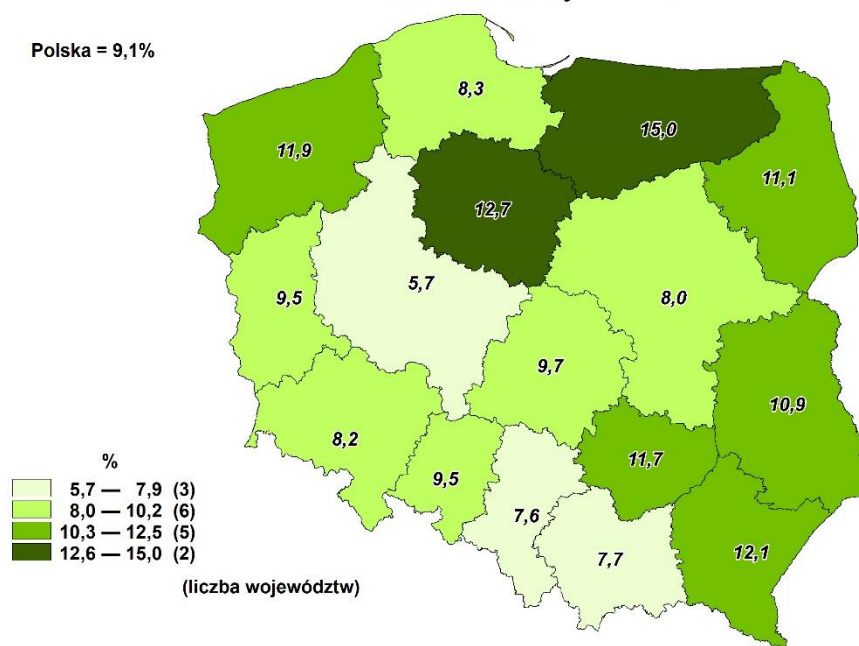 Polska = 9,1%
8,3
15,0
11,9
11,1
12,7
5,7
9,5
8,0
9,7
10,9
8,2
11,7
9,5
7,6
7,7
12,1
%
5,7 — 7,9 (3)
8,0 — 10,2 (6)
10,3 — 12,5 (5)
12,6 — 15,0 (2)
(liczba województw)